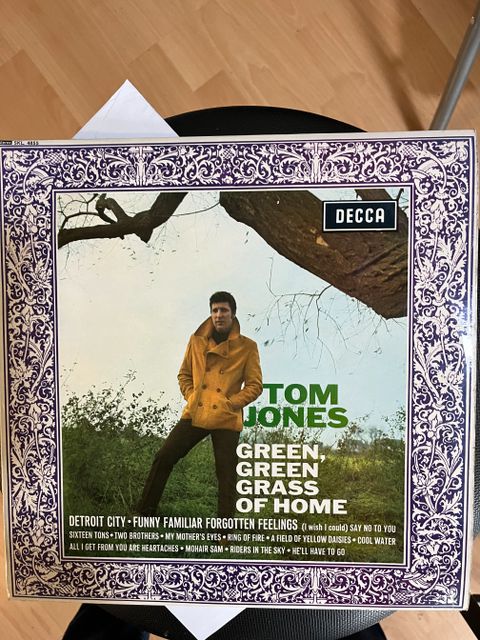 DECCA
TOM
JONES
GREEN,
GREEN
GRASS
OF HOME
DETROIT CITY • FUNNY FAMILIAR FORGOTTEN FEELINGS (I wish I could) SAY NO TO YOU
SIXTEEN TONS • TWO BROTHERS • MY MOTHER'S EYES • RING OF FIRE • A FIELD OF YELLOW DAISIES • COOL WATER
ALL I GET FROM YOU ARE HEARTACHES • MOHAIR SAM • RIDERS IN THE SKY • HE'LL HAVE TO GO